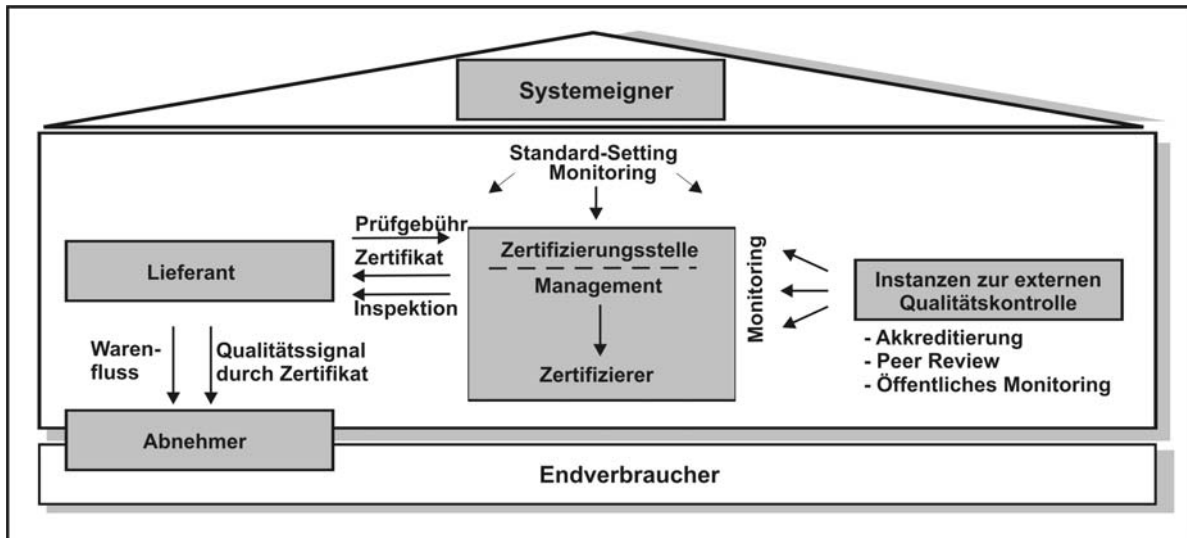 Systemeigner
Standard-Setting
Monitoring
Prüfgebühr
Zertifikat
Inspektion
Lieferant
Zertifizierungsstelle
Management
Zertifizierer
Monitoring
Instanzen zur externen
Qualitätskontrolle
- Akkreditierung
- Peer Review
- Öffentliches Monitoring
Waren-
fluss
Qualitätssignal
durch Zertifikat
Abnehmer
Endverbraucher